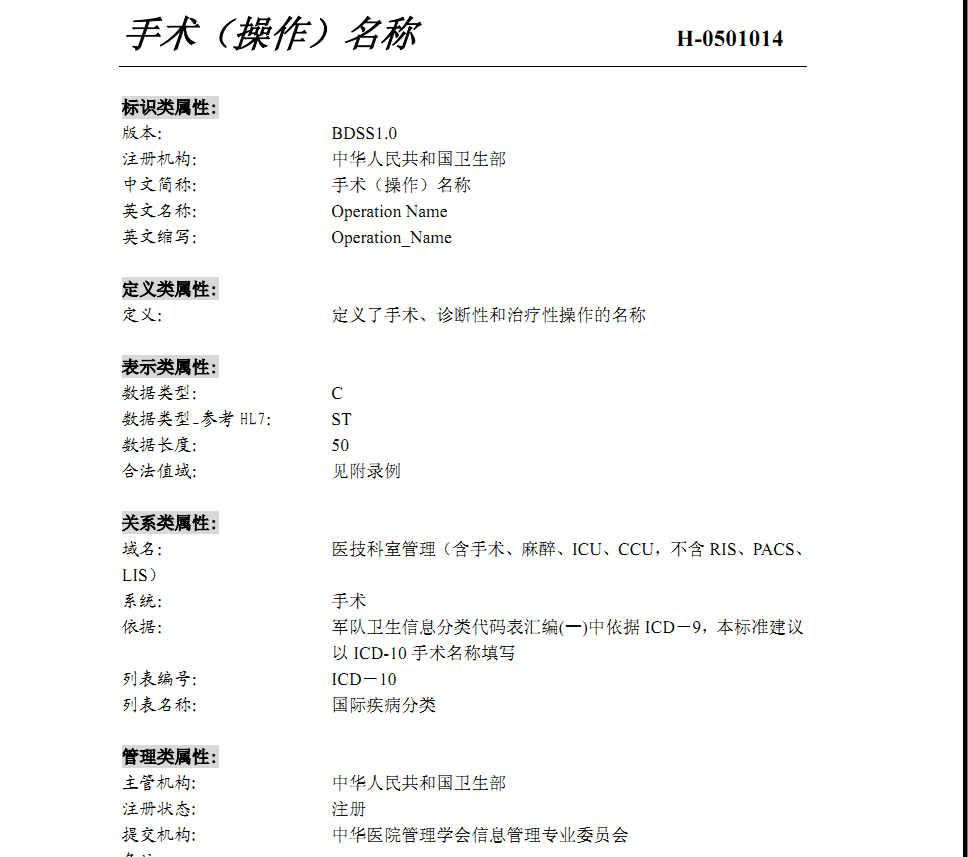 手术（操作）名称 H-0501014
标识类属性：
版本： BDSS1.0
注册机构： 中华人民共和国卫生部
中文简称： 手术（操作）名称
英文名称： Operation Name
英文缩写： Operation_Name
定义类属性：
定义： 定义了手术、诊断性和治疗性操作的名称
表示类属性：
数据类型： C
数据类型_参考 HL7： ST
数据长度： 50
合法值域： 见附录例
关系类属性：
域名： 医技科室管理（含手术、麻醉、ICU、CCU，不含 RIS、PACS、
LIS）
系统： 手术
依据： 军队卫生信息分类代码表汇编(一)中依据 ICD－9，本标准建议
以 ICD-10 手术名称填写
列表编号： ICD－10
列表名称： 国际疾病分类
管理类属性：
主管机构： 中华人民共和国卫生部
注册状态： 注册
提交机构： 中华医院管理学会信息管理专业委员会